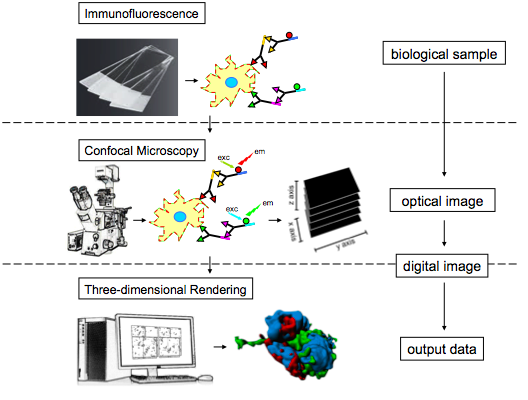 Immunofluorescence
biological sample
Confocal Microscopy
exc
em
exc
em
optical image
z axis
x axis
y axis
digital image
Three-dimensional Rendering
output data